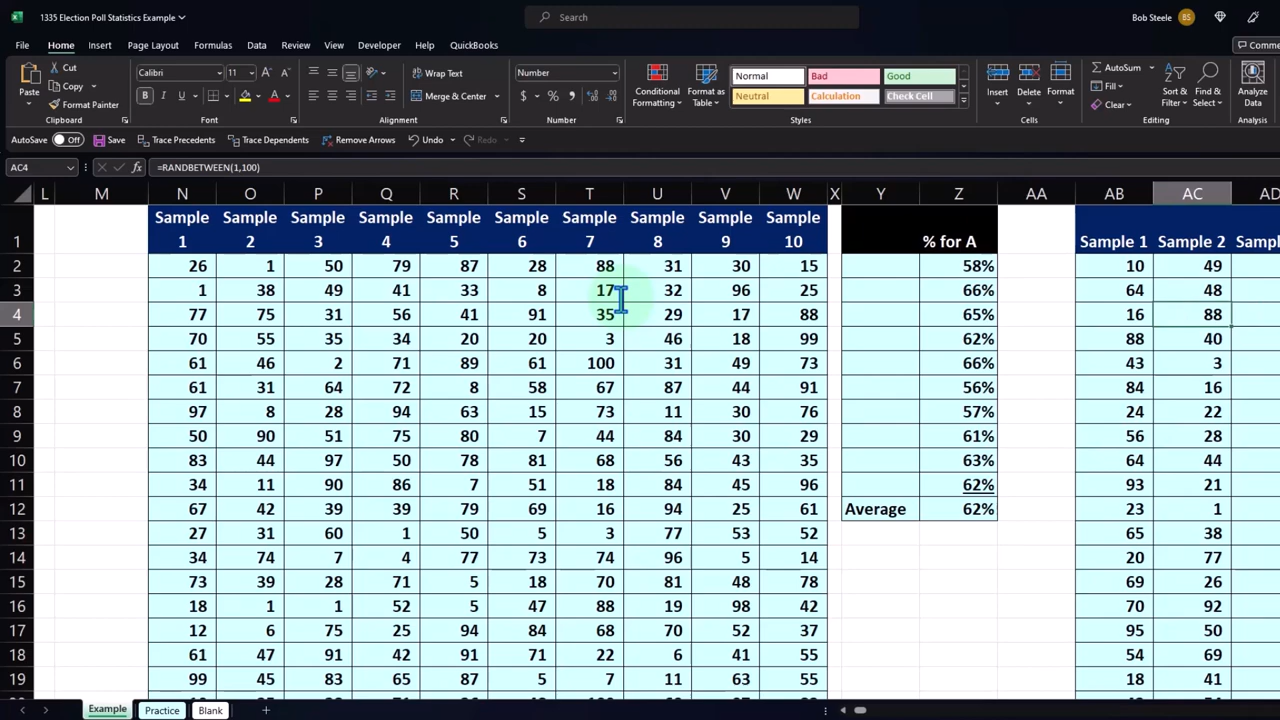 1335 Election Poll Statistics Example
Search
Bob Steele BS
File Home Insert Page Layout Formulas Data Review View Developer Help QuickBooks
Comme
Paste
Cut
Copy
Format Painter
Calibri 11
Wrap Text
Merge & Center
Number
Conditional Formatting
Format as Table
Normal Bad Good
Neutral Calculation Check Cell
Insert Delete Format
AutoSum
Fill
Clear
Sort & Filter
Find & Select
Analyze Data
Clipboard Font Alignment Number Styles Cells Editing Analysis
AutoSave Off Save Trace Precedents Trace Dependents Remove Arrows Undo Redo
AC4 fx =RANDBETWEEN(1,100)
L M N O P Q R S T U V W X Y Z AA AB AC AD
1 Sample 1 Sample 2 Sample 3 Sample 4 Sample 5 Sample 6 Sample 7 Sample 8 Sample 9 Sample 10 % for A Sample 1 Sample 2 Sampl
2 26 1 50 79 87 28 88 31 30 15 58% 10 49
3 1 38 49 41 33 8 17 32 96 25 66% 64 48
4 77 75 31 56 41 91 35 29 17 88 65% 16 88
5 70 55 35 34 20 20 3 46 18 99 62% 88 40
6 61 46 2 71 89 61 100 31 49 73 66% 43 3
7 61 31 64 72 8 58 67 87 44 91 56% 84 16
8 97 8 28 94 63 15 73 11 30 76 57% 24 22
9 50 90 51 75 80 7 44 84 30 29 61% 56 28
10 83 44 97 50 78 81 68 56 43 35 63% 64 44
11 34 11 90 86 7 51 18 84 45 96 62% 93 21
12 67 42 39 39 79 69 16 94 25 61 Average 62% 23 1
13 27 31 60 1 50 5 3 77 53 52 65 38
14 34 74 7 4 77 73 74 96 5 14 20 77
15 73 39 28 71 5 18 70 81 48 78 69 26
16 18 1 1 52 5 47 88 19 98 42 70 92
17 12 6 75 25 94 84 68 70 52 37 95 50
18 61 47 91 42 91 71 22 6 41 55 54 69
19 99 45 83 65 87 5 7 11 63 55 18 41
Example Practice Blank